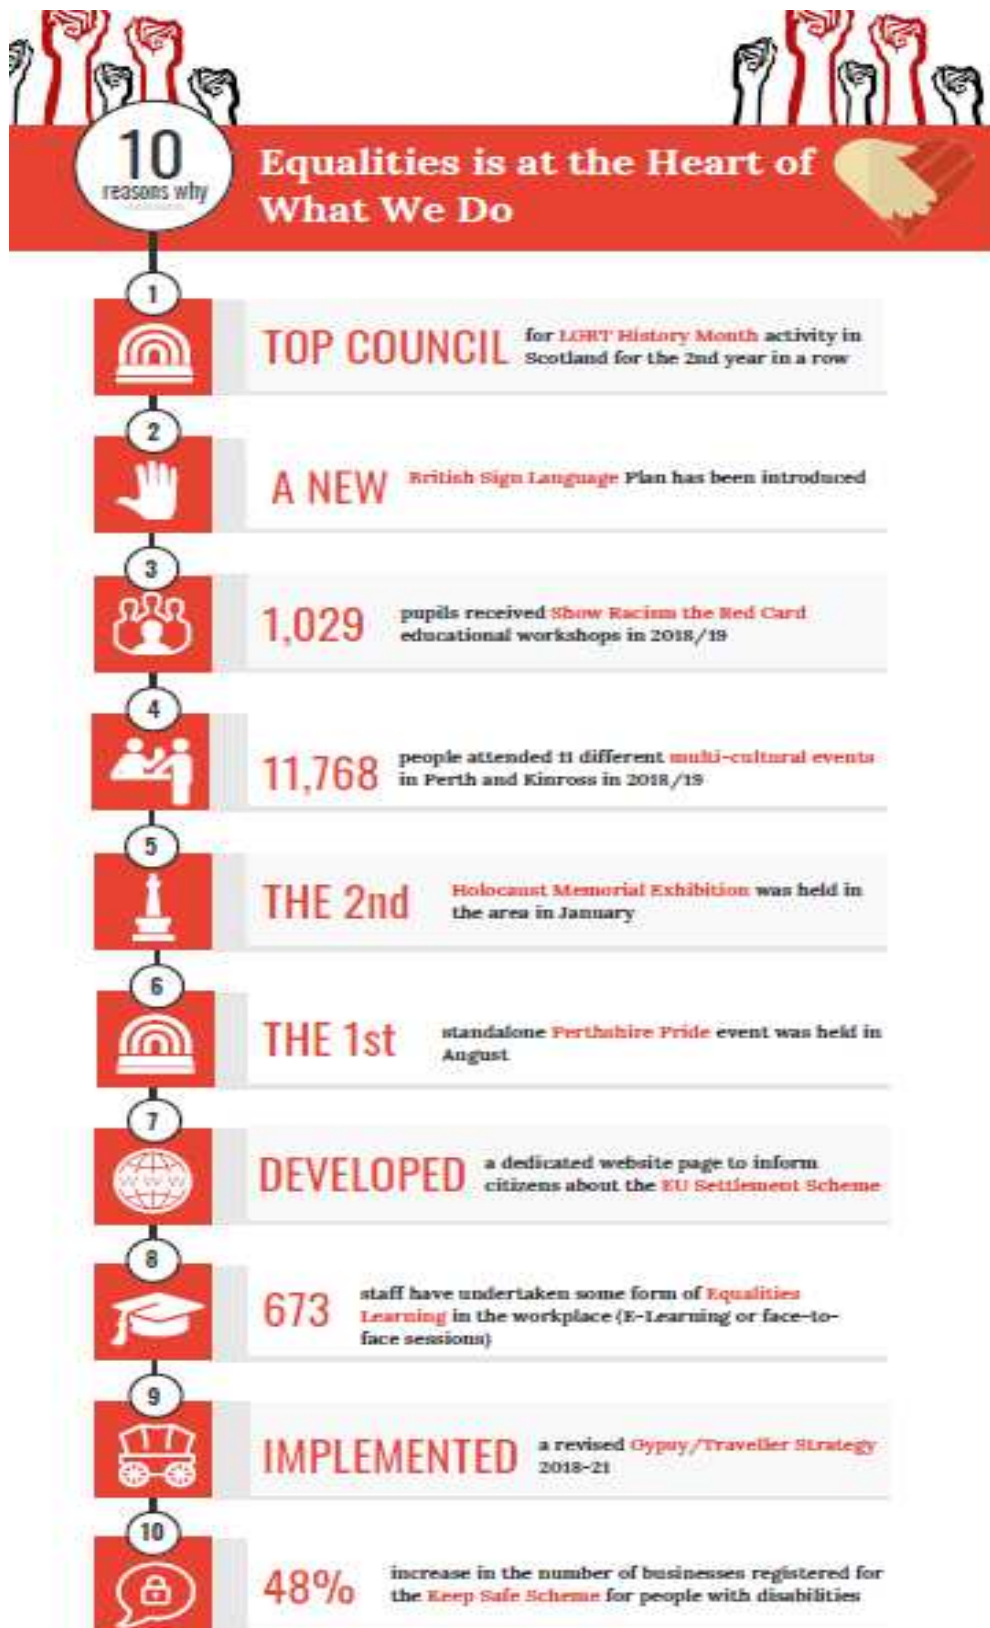 10
reasons why
Equalities is at the Heart of
What We Do
1
TOP COUNCIL
for LGBT History Month activity in
Scotland for the 2nd year in a row
2
A NEW
British Sign Language Plan has been introduced
3
1,029
pupils received Show Racism the Red Card
educational workshops in 2018/19
4
11,768
people attended 11 different multi-cultural events
in Perth and Kinross in 2018/19
5
THE 2nd
Holocaust Memorial Exhibition was held in
the area in January
6
THE 1st
standalone Perthshire Pride event was held in
August
7
DEVELOPED
a dedicated website page to inform
citizens about the EU Settlement Scheme
8
673
staff have undertaken some form of Equalities
Learning in the workplace (E-Learning or face-to-
face sessions)
9
IMPLEMENTED
a revised Gypsy/Traveller Strategy
2018-21
10
48%
increase in the number of businesses registered for
the Keep Safe Scheme for people with disabilities